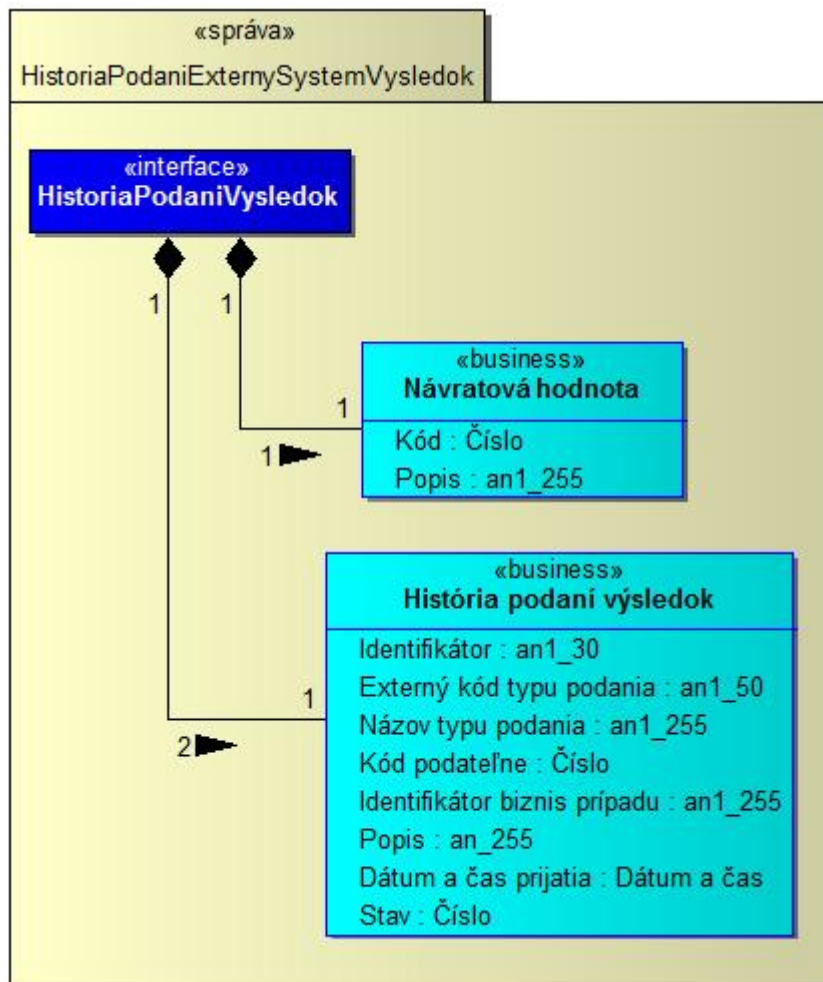 «správa»
HistoriaPodaniExternySystemVysledok
«interface»
HistoriaPodaniVysledok
1
1
«business»
Návratová hodnota
Kód : Číslo
Popis : an1_255
1
1
«business»
História podaní výsledok
Identifikátor : an1_30
Externý kód typu podania : an1_50
Názov typu podania : an1_255
Kód podateľne : Číslo
Identifikátor biznis prípadu : an1_255
Popis : an_255
Dátum a čas prijatia : Dátum a čas
Stav : Číslo
1
2